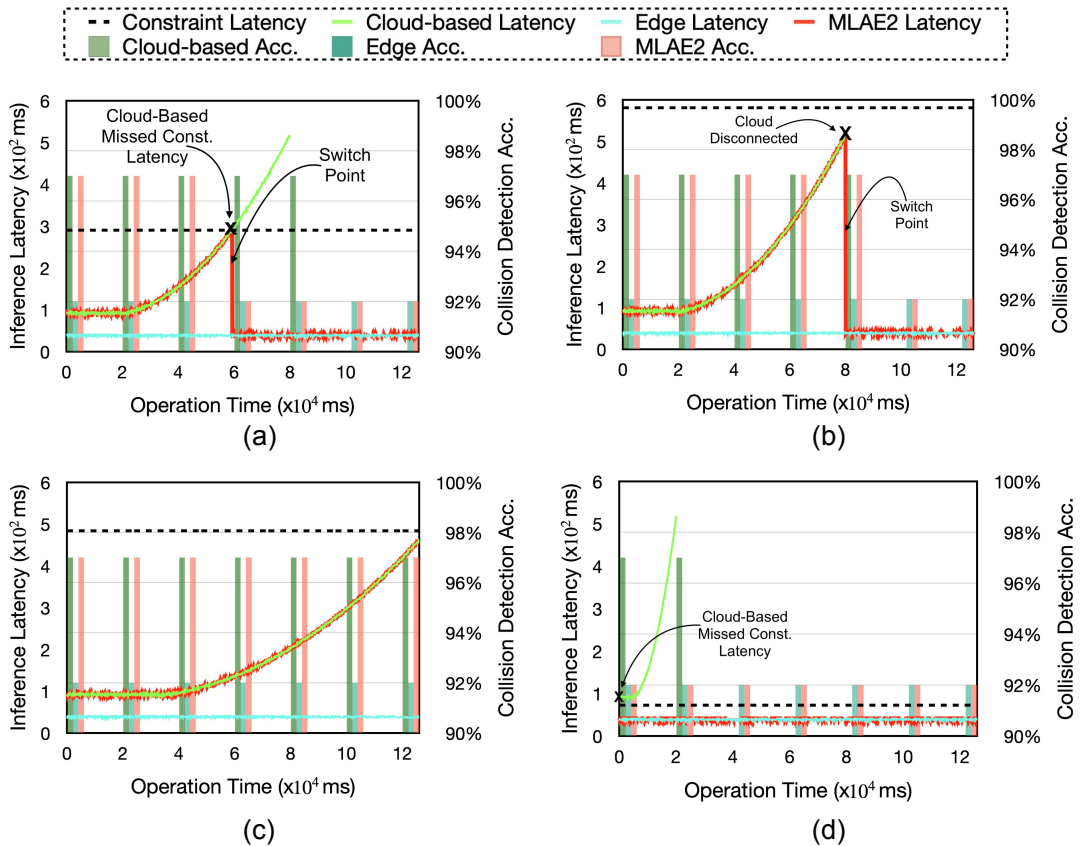 Constraint Latency Cloud-based Latency Edge Latency MLAE2 Latency
Cloud-based Acc. Edge Acc. MLAE2 Acc.
Inference Latency (x10² ms)
6
5
4
3
2
1
0
Cloud-Based
Missed Const.
Latency
Switch
Point
100%
98%
96%
94%
92%
90%
Collision Detection Acc.
0 2 4 6 8 10 12
Operation Time (x10⁴ ms)
(a)
Inference Latency (x10² ms)
6
5
4
3
2
1
0
Cloud
Disconnected
Switch
Point
100%
98%
96%
94%
92%
90%
Collision Detection Acc.
0 2 4 6 8 10 12
Operation Time (x10⁴ ms)
(b)
Inference Latency (x10² ms)
6
5
4
3
2
1
0
100%
98%
96%
94%
92%
90%
Collision Detection Acc.
0 2 4 6 8 10 12
Operation Time (x10⁴ ms)
(c)
Inference Latency (x10² ms)
6
5
4
3
2
1
0
Cloud-Based
Missed Const.
Latency
100%
98%
96%
94%
92%
90%
Collision Detection Acc.
0 2 4 6 8 10 12
Operation Time (x10⁴ ms)
(d)